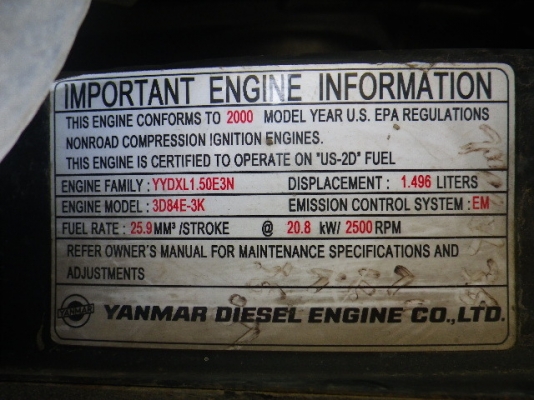 IMPORTANT ENGINE INFORMATION
THIS ENGINE CONFORMS TO 2000 MODEL YEAR U.S. EPA REGULATIONS
NONROAD COMPRESSION IGNITION ENGINES.
THIS ENGINE IS CERTIFIED TO OPERATE ON "US-2D" FUEL
ENGINE FAMILY : YYDXL1.50E3N DISPLACEMENT : 1.496 LITERS
ENGINE MODEL : 3D84E-3K EMISSION CONTROL SYSTEM : EM
FUEL RATE : 25.9 MM³ /STROKE @ 20.8 kW/ 2500 RPM
REFER OWNER'S MANUAL FOR MAINTENANCE SPECIFICATIONS AND
ADJUSTMENTS
YANMAR YANMAR DIESEL ENGINE CO.,LTD.